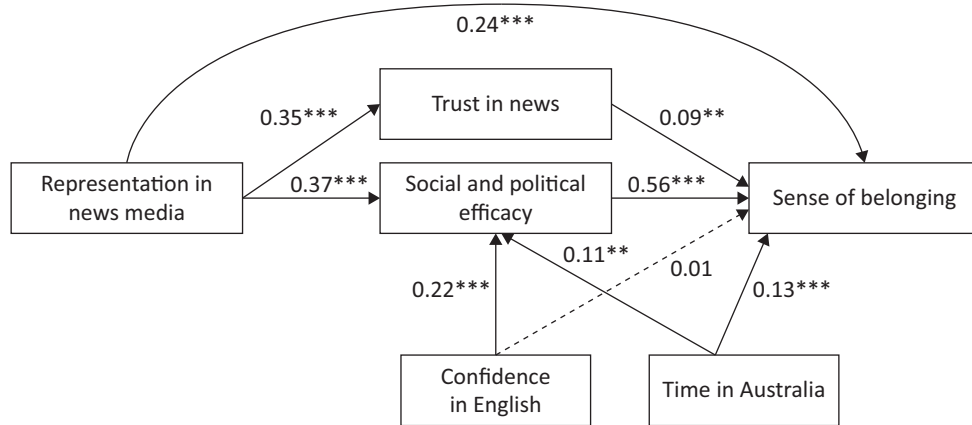 0.24***
Trust in news
0.35***
0.09**
Representation in
news media
0.37***
Social and political
efficacy
0.56***
Sense of belonging
0.11**
0.01
0.22***
0.13***
Confidence
in English
Time in Australia